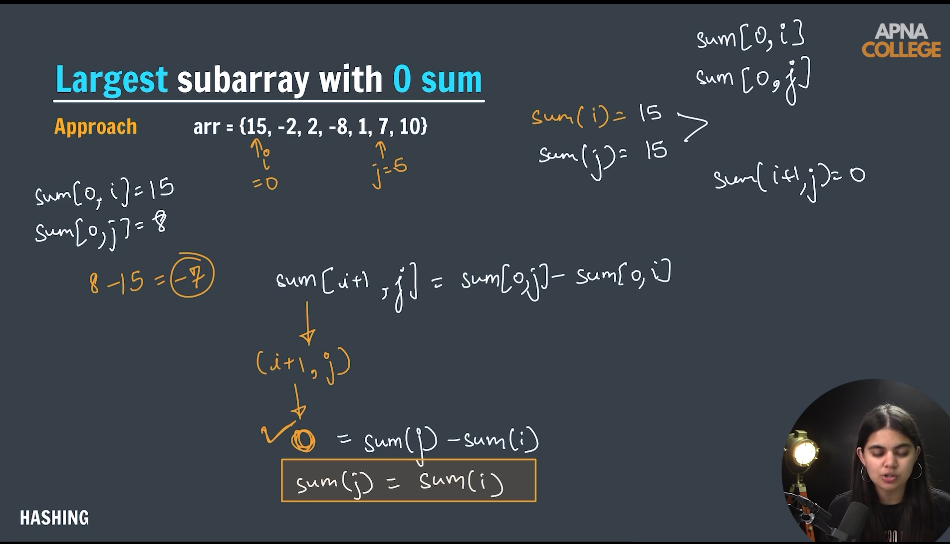 APNA
COLLEGE
Largest subarray with 0 sum
Approach
arr = {15, -2, 2, -8, 1, 7, 10}
i
=0
j=5
sum[0, i]
sum[0, j]
sum(i)= 15
sum(j)= 15
sum(i+1, j)=0
sum[0, i]=15
sum[0, j]=8
8-15 = -7
sum[i+1, j] = sum[0,j] - sum[0, i]
(i+1, j)
0 = sum(j) - sum(i)
sum(j) = sum(i)
HASHING